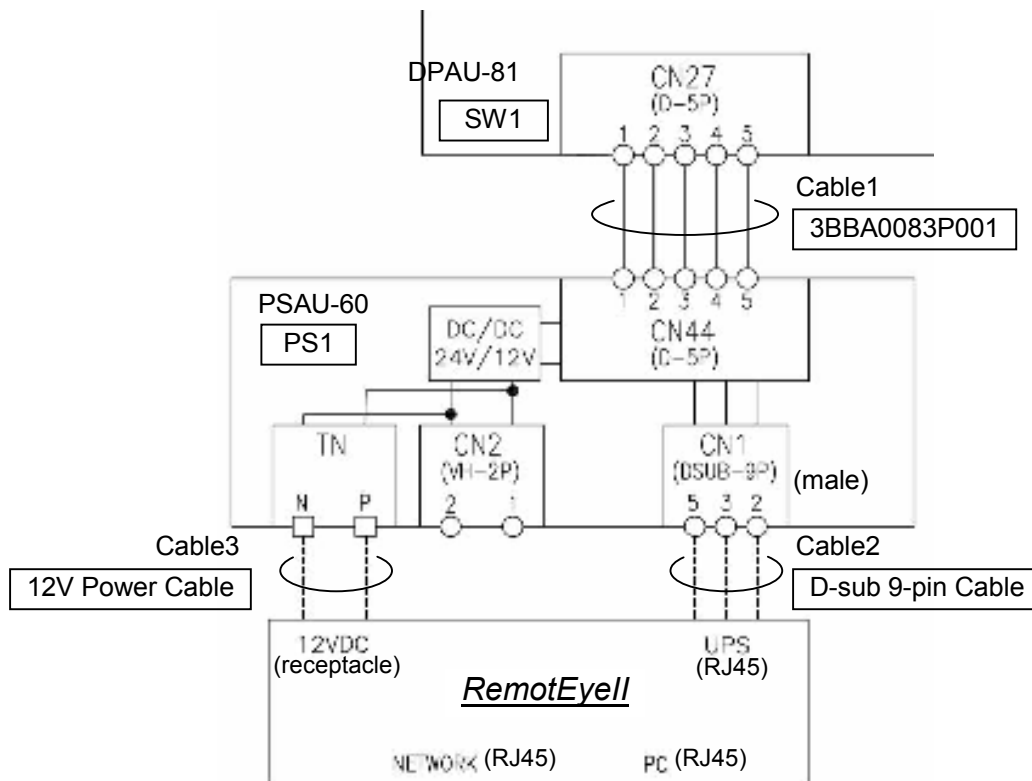 DPAU-81
SW1
CN27
(D-5P)
1 2 3 4 5
Cable1
3BBA0083P001
1 2 3 4 5
PSAU-60
PS1
DC/DC
24V/12V
CN44
(D-5P)
TN
N P
CN2
(VH-2P)
2 1
CN1
(DSUB-9P)
5 3 2
(male)
Cable3
12V Power Cable
Cable2
D-sub 9-pin Cable
12VDC
(receptacle)
UPS
(RJ45)
RemotEyeII
NETWORK (RJ45)
PC (RJ45)